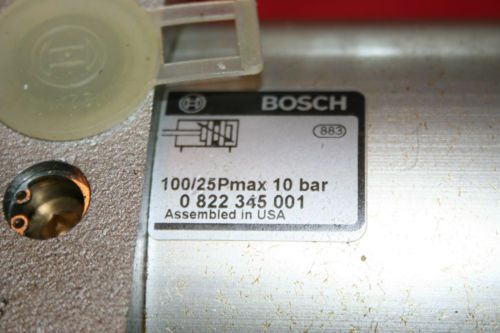 BOSCH
883
100/25Pmax 10 bar
0 822 345 001
Assembled in USA